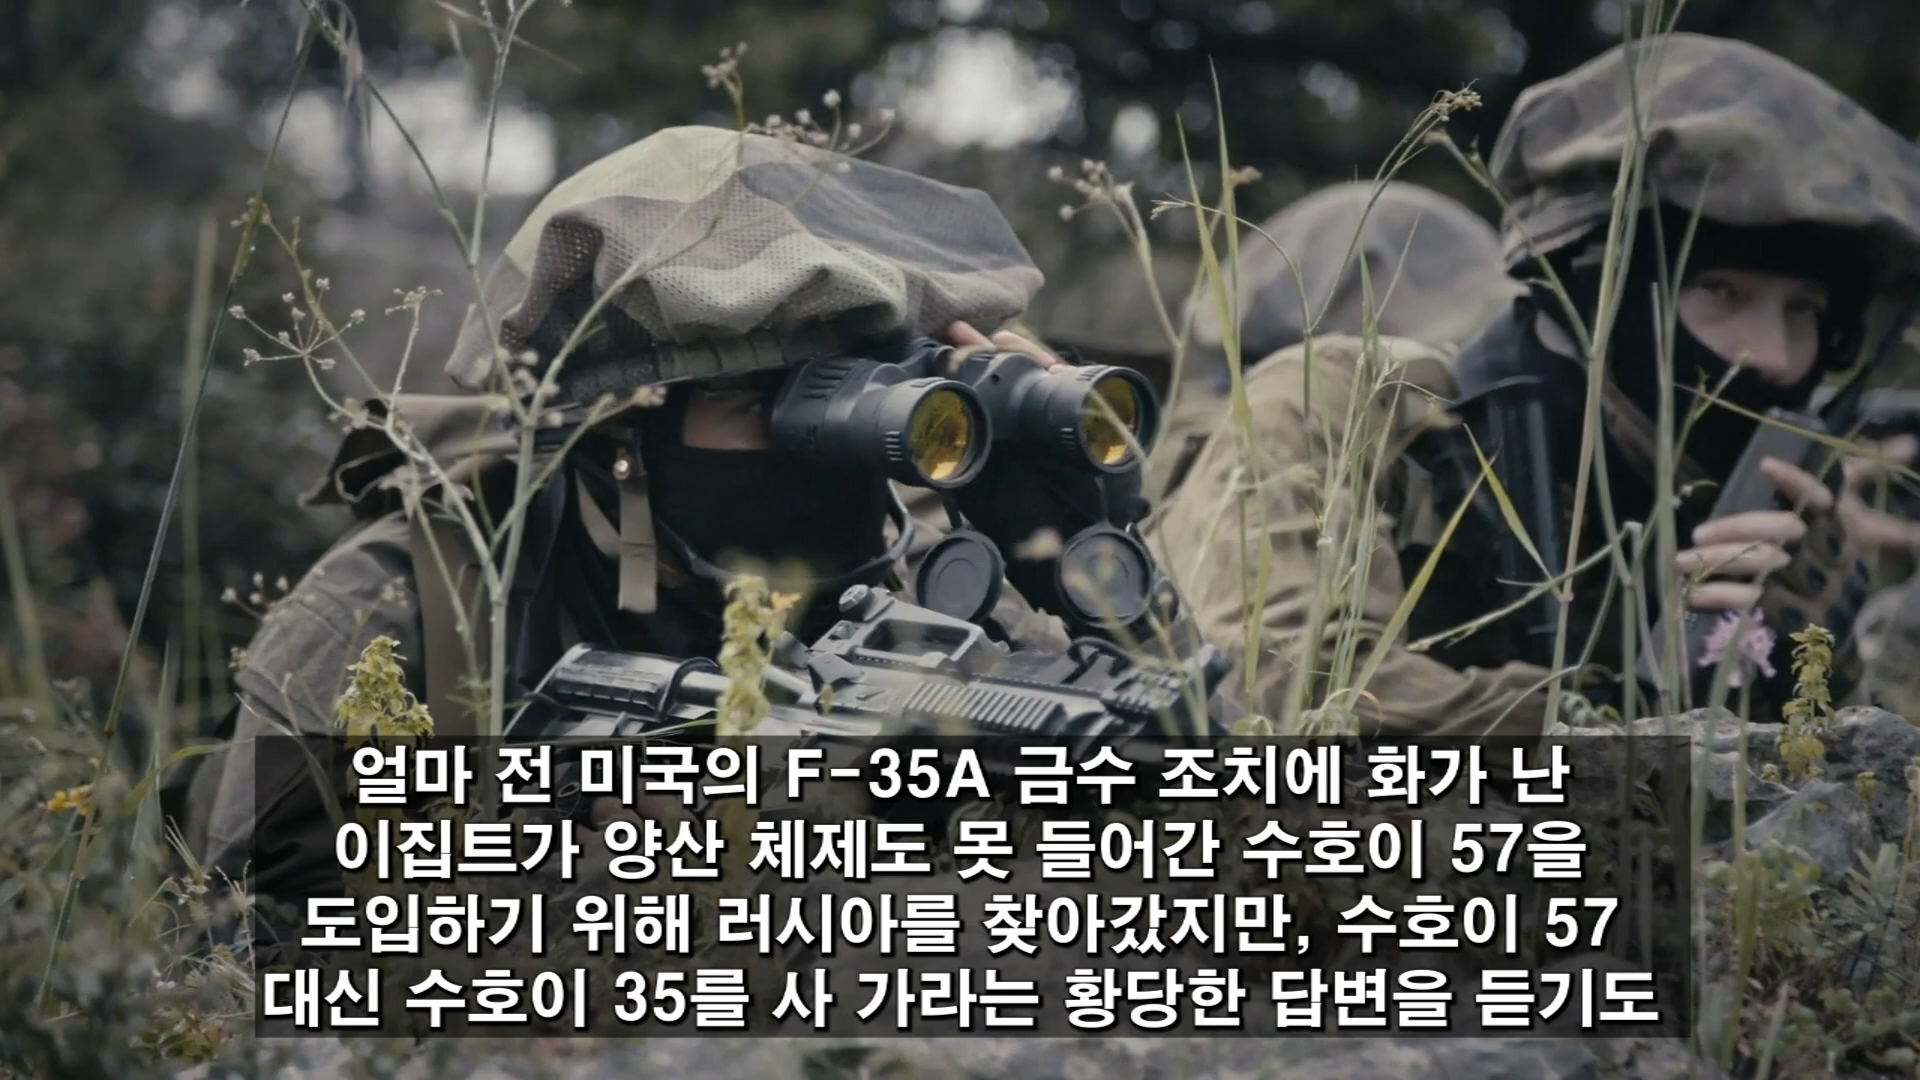 얼마 전 미국의 F-35A 금수 조치에 화가 난
이집트가 양산 체제도 못 들어간 수호이 57을
도입하기 위해 러시아를 찾아갔지만, 수호이 57
대신 수호이 35를 사 가라는 황당한 답변을 듣기도